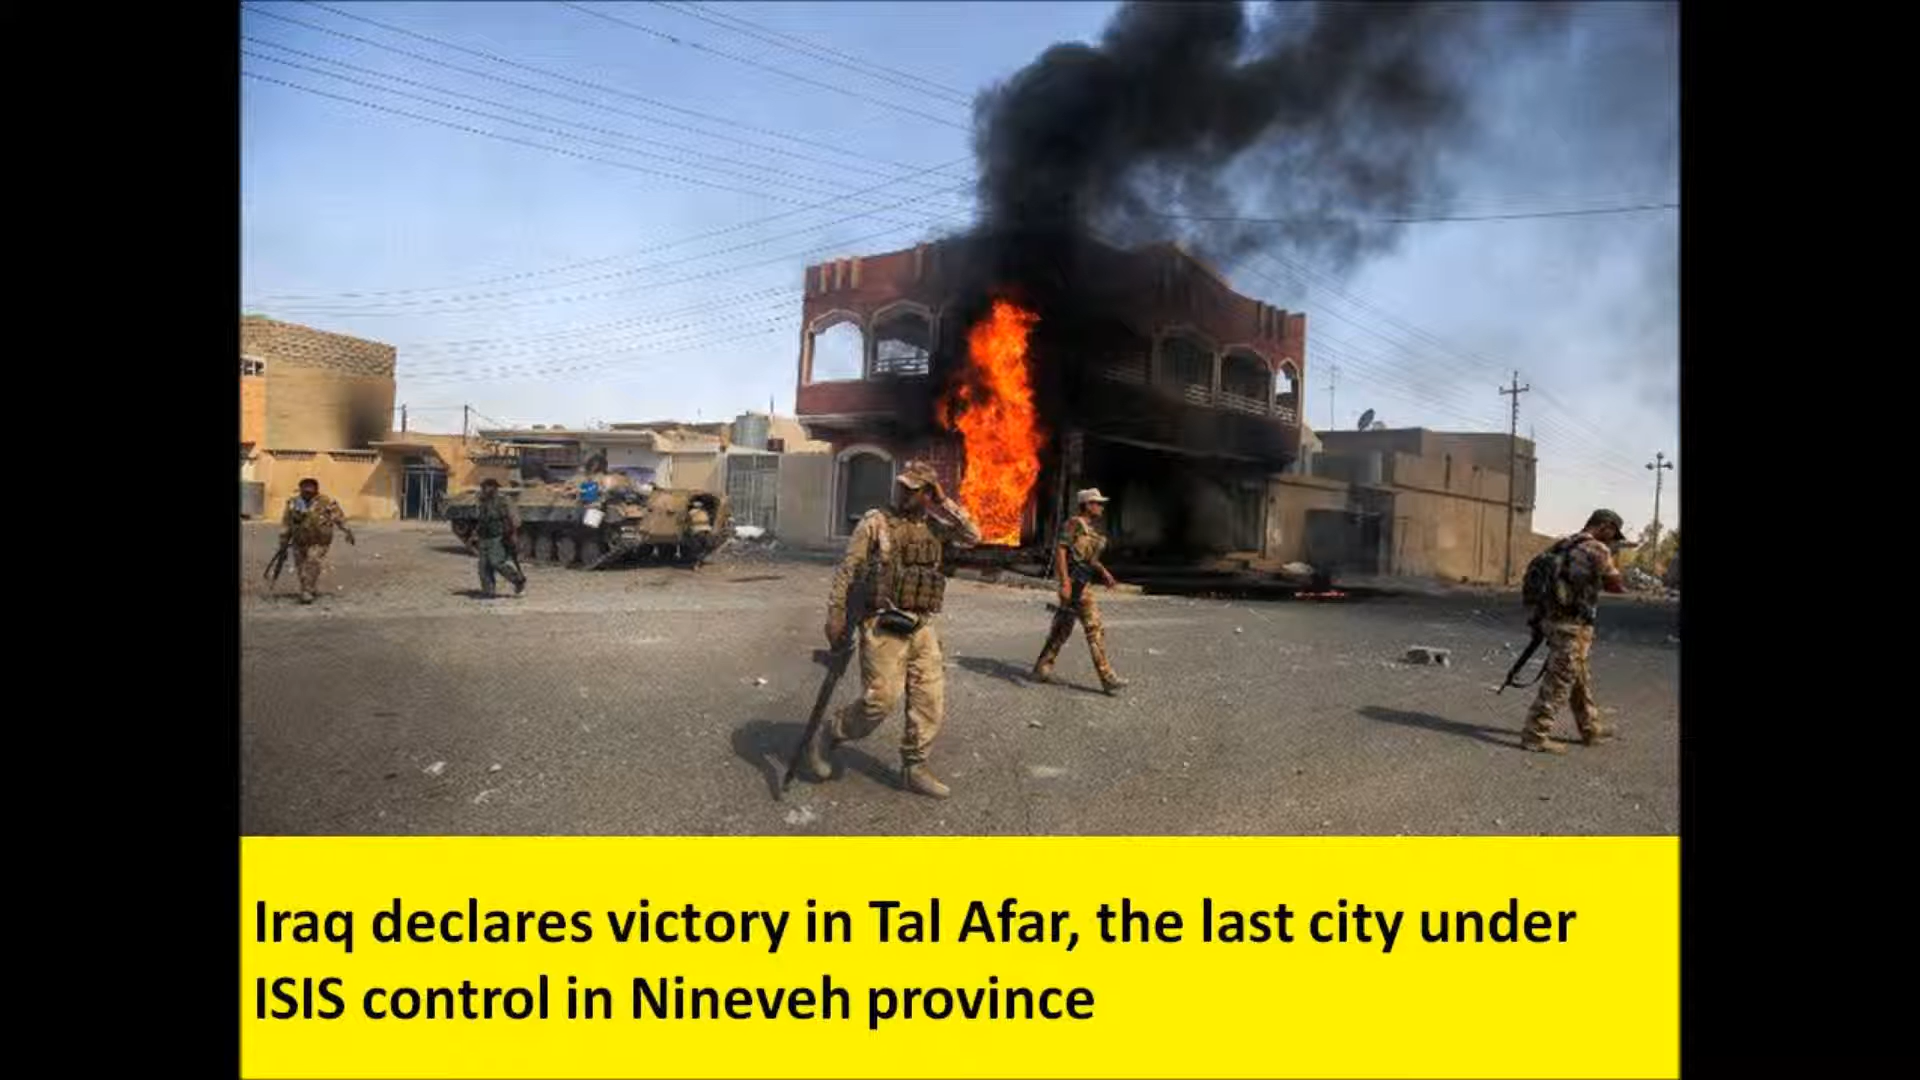 Iraq declares victory in Tal Afar, the last city under
ISIS control in Nineveh province